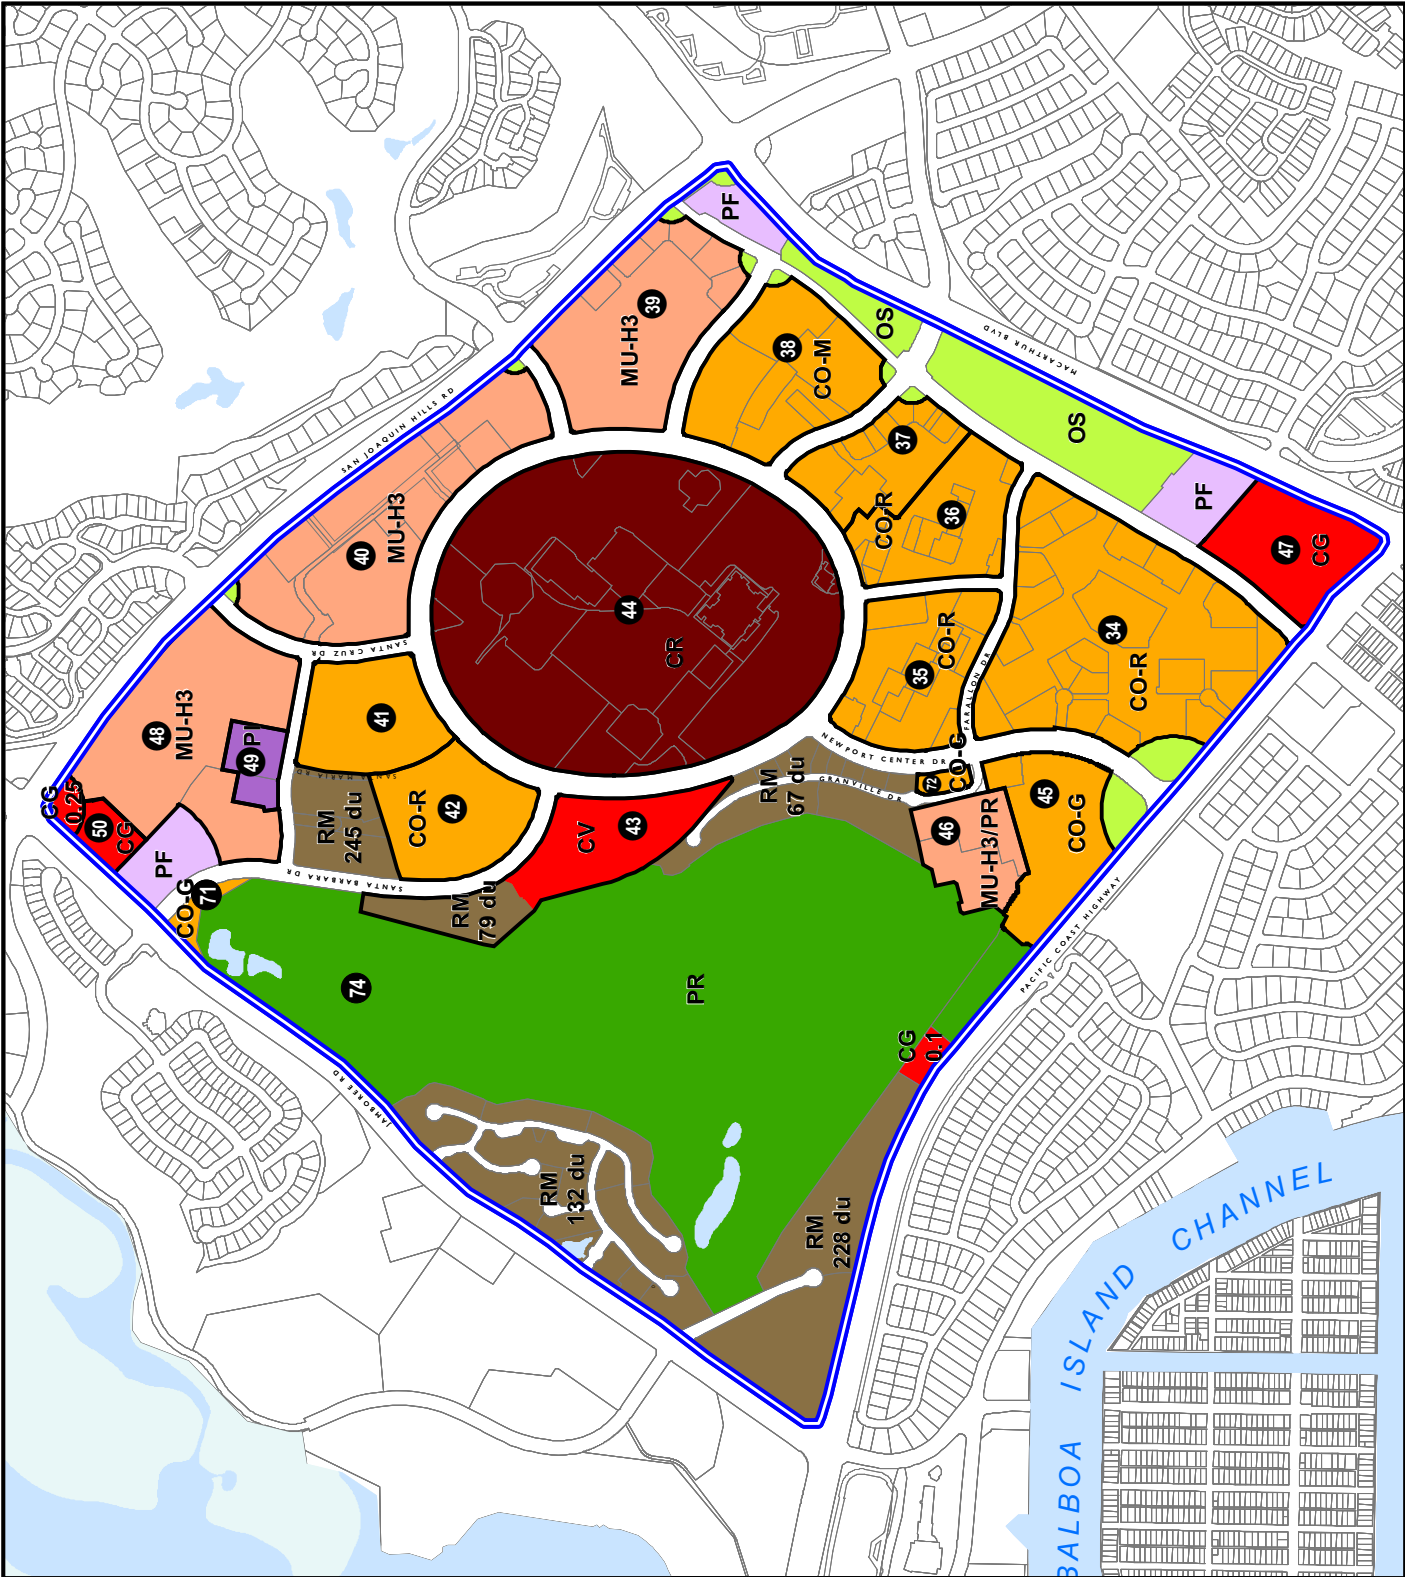 PF
39
MU-H3
OS
38
CO-M
MACARTHUR BLVD
SAN JOAQUIN HILLS RD
OS
37
CO-R
36
PF
47
CG
40
MU-H3
44
CR
SANTA CRUZ DR
35
CO-R
34
CO-R
FARALLON DR
48
MU-H3
49
PI
41
SANTA MARIA RD
NEWPORT CENTER DR
GRANVILLE DR
RM
67 du
72
CO-G
45
CO-G
CG
0.25
50
CG
PF
RM
245 du
CO-R
42
CV
43
46
MU-H3/PR
CO-G
71
SANTA BARBARA DR
RM
79 du
PACIFIC COAST HIGHWAY
74
PR
CG
0.1
JAMBOREE RD
RM
132 du
RM
228 du
BALBOA ISLAND CHANNEL